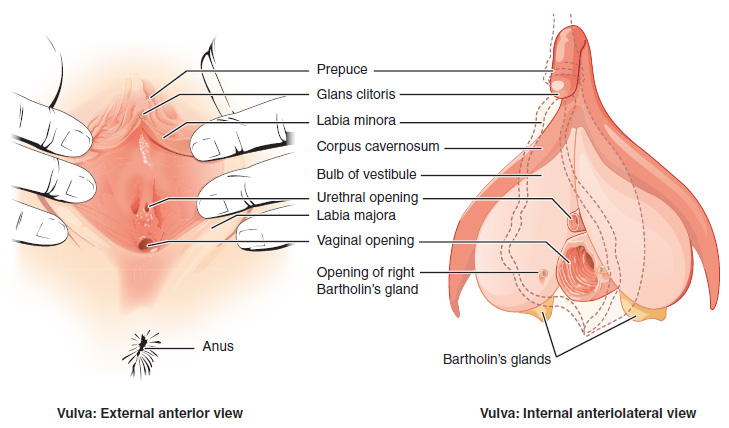 Prepuce
Glans clitoris
Labia minora
Corpus cavernosum
Bulb of vestibule
Urethral opening
Labia majora
Vaginal opening
Opening of right
Bartholin's gland
Anus
Bartholin's glands
Vulva: External anterior view
Vulva: Internal anteriolateral view